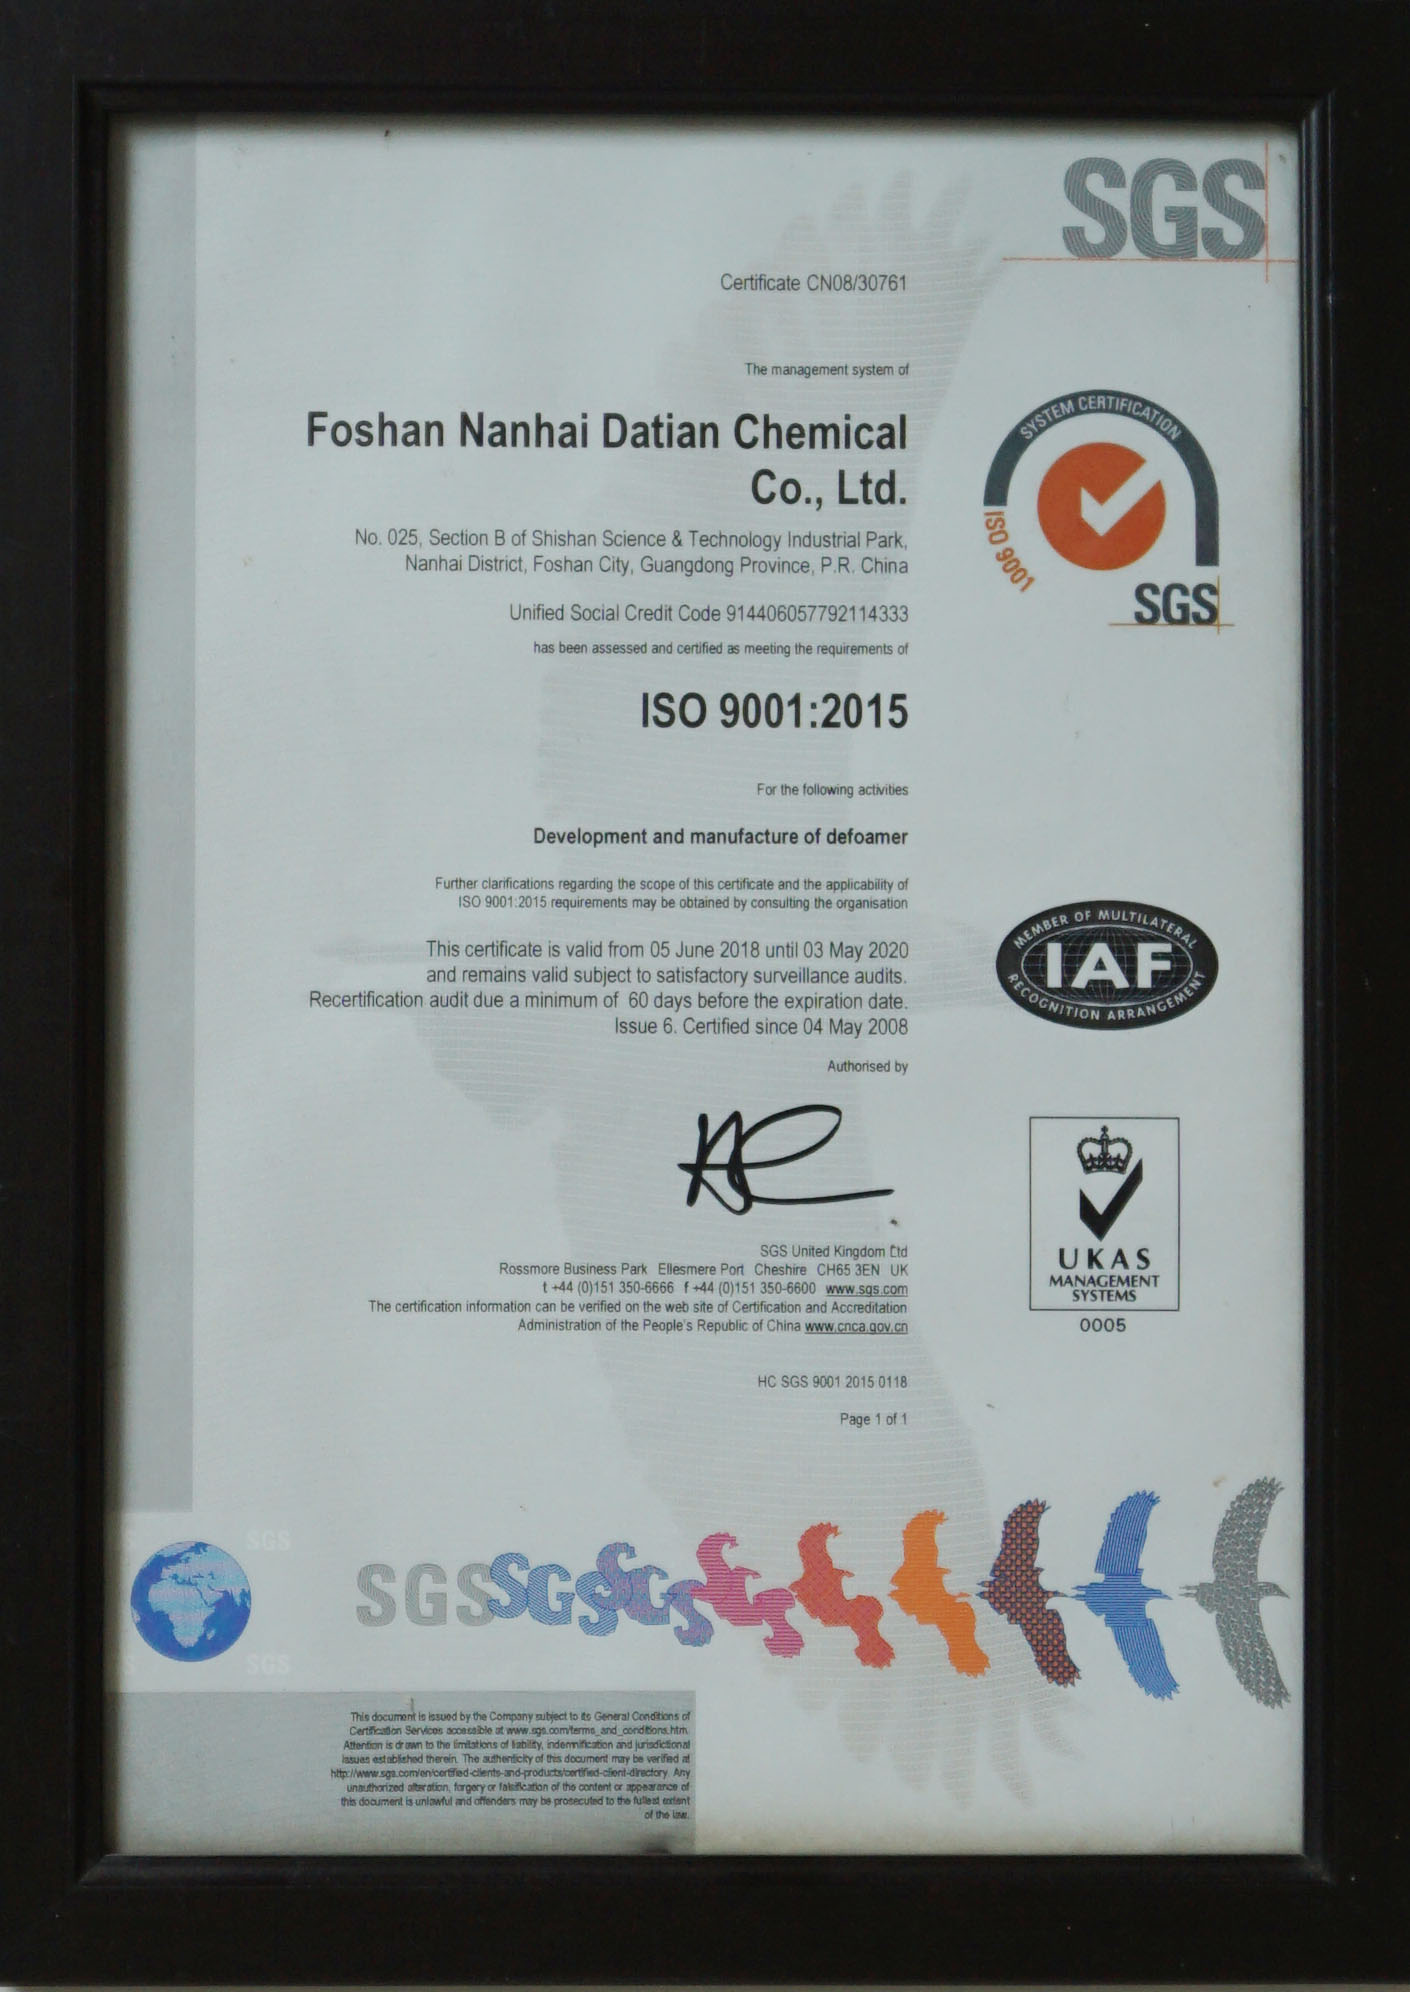 SGS
Certificate CN08/30761
The management system of
Foshan Nanhai Datian Chemical
Co., Ltd.
No. 025, Section B of Shishan Science & Technology Industrial Park,
Nanhai District, Foshan City, Guangdong Province, P.R. China
Unified Social Credit Code 914406057792114333
has been assessed and certified as meeting the requirements of
ISO 9001:2015
For the following activities
Development and manufacture of defoamer
Further clarifications regarding the scope of this certificate and the applicability of
ISO 9001:2015 requirements may be obtained by consulting the organisation
This certificate is valid from 05 June 2018 until 03 May 2020
and remains valid subject to satisfactory surveillance audits.
Recertification audit due a minimum of 60 days before the expiration date.
Issue 6. Certified since 04 May 2008
Authorised by
SGS United Kingdom Ltd
Rossmore Business Park Ellesmere Port Cheshire CH65 3EN UK
t +44 (0)151 350-6666 f +44 (0)151 350-6600 www.sgs.com
The certification information can be verified on the web site of Certification and Accreditation
Administration of the People's Republic of China www.cnca.gov.cn
HC SGS 9001 2015 0118
Page 1 of 1
SYSTEM CERTIFICATION
ISO 9001
SGS
MEMBER OF MULTILATERAL
IAF
RECOGNITION ARRANGEMENT
UKAS
MANAGEMENT
SYSTEMS
0005
SGS
SGS
SGS
SGS
SGS
This document is issued by the Company subject to its General Conditions of
Certification Services accessible at www.sgs.com/terms_and_conditions.htm.
Attention is drawn to the limitations of liability, indemnification and jurisdictional
issues established therein. The authenticity of this document may be verified at
http://www.sgs.com/en/certified-clients-and-products/certified-client-directory. Any
unauthorized alteration, forgery or falsification of the content or appearance of
this document is unlawful and offenders may be prosecuted to the fullest extent
of the law.